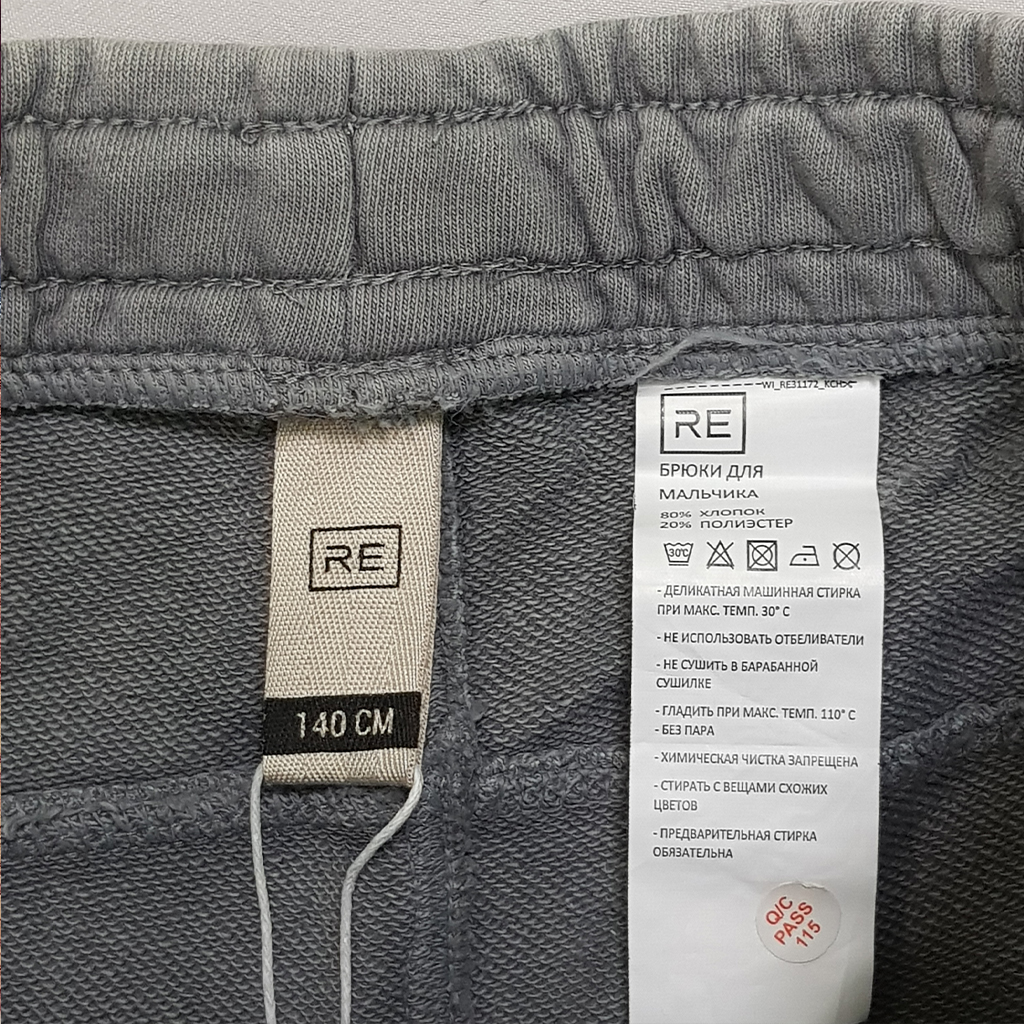 RE
140 CM
WI_RE31172_KCH>C
RE
БРЮКИ ДЛЯ
МАЛЬЧИКА
80% ХЛОПОК
20% ПОЛИЭСТЕР
30°C
- ДЕЛИКАТНАЯ МАШИННАЯ СТИРКА
ПРИ МАКС. ТЕМП. 30° С
- НЕ ИСПОЛЬЗОВАТЬ ОТБЕЛИВАТЕЛИ
- НЕ СУШИТЬ В БАРАБАННОЙ
СУШИЛКЕ
- ГЛАДИТЬ ПРИ МАКС. ТЕМП. 110° С
- БЕЗ ПАРА
- ХИМИЧЕСКАЯ ЧИСТКА ЗАПРЕЩЕНА
- СТИРАТЬ С ВЕЩАМИ СХОЖИХ
ЦВЕТОВ
- ПРЕДВАРИТЕЛЬНАЯ СТИРКА
ОБЯЗАТЕЛЬНА
Q/C
PASS
115